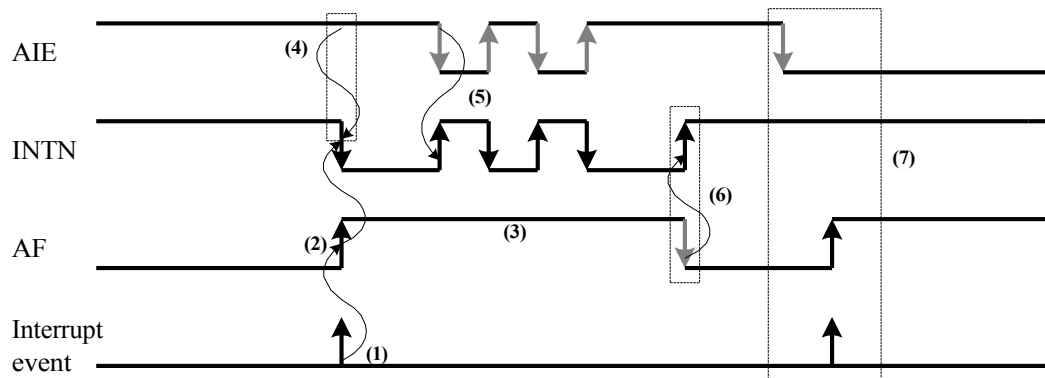 AIE
(4)
(5)
INTN
(7)
(6)
AF
(2)
(3)
Interrupt
event
(1)